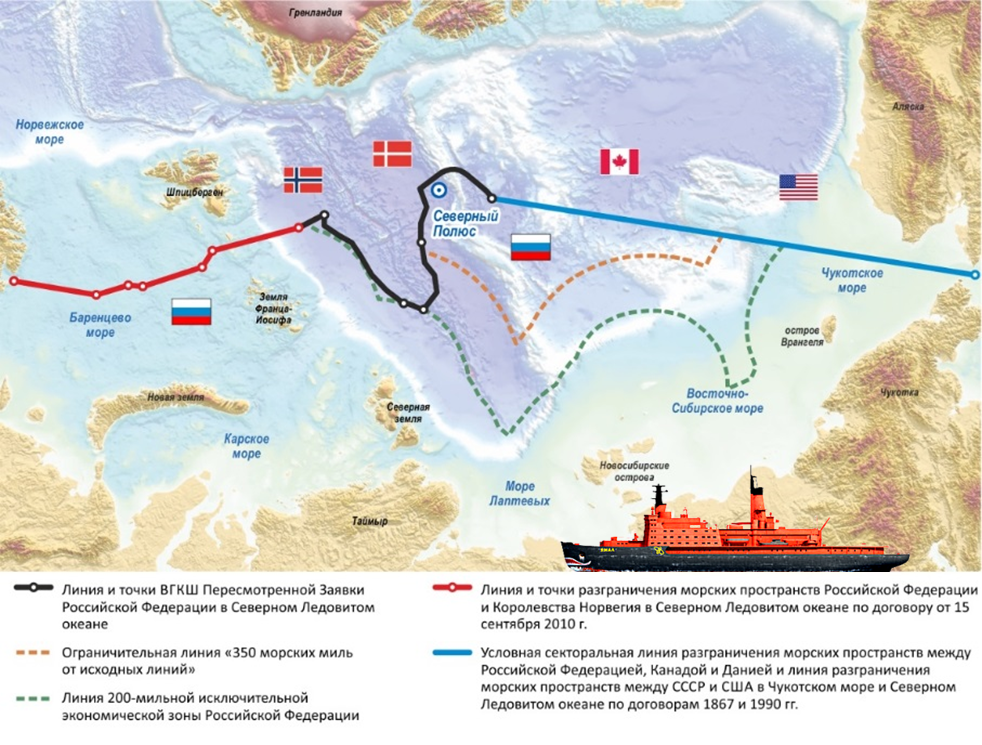 Гренландия
Норвежское
море
Аляска
Шпицберген
Северный
Полюс
Чукотское
море
Земля
Франца-
Иосифа
Баренцево
море
остров
Врангеля
Новая земля
Северная
земля
Восточно-
Сибирское море
Чукотка
Карское
море
Новосибирские
острова
Море
Лаптевых
Таймыр
ЯМАЛ
Линия и точки ВГКШ Пересмотренной Заявки
Российской Федерации в Северном Ледовитом
океане
Ограничительная линия «350 морских миль
от исходных линий»
Линия 200-мильной исключительной
экономической зоны Российской Федерации
Линия и точки разграничения морских пространств Российской Федерации
и Королевства Норвегия в Северном Ледовитом океане по договору от 15
сентября 2010 г.
Условная секторальная линия разграничения морских пространств между
Российской Федерацией, Канадой и Данией и линия разграничения
морских пространств между СССР и США в Чукотском море и Северном
Ледовитом океане по договорам 1867 и 1990 гг.